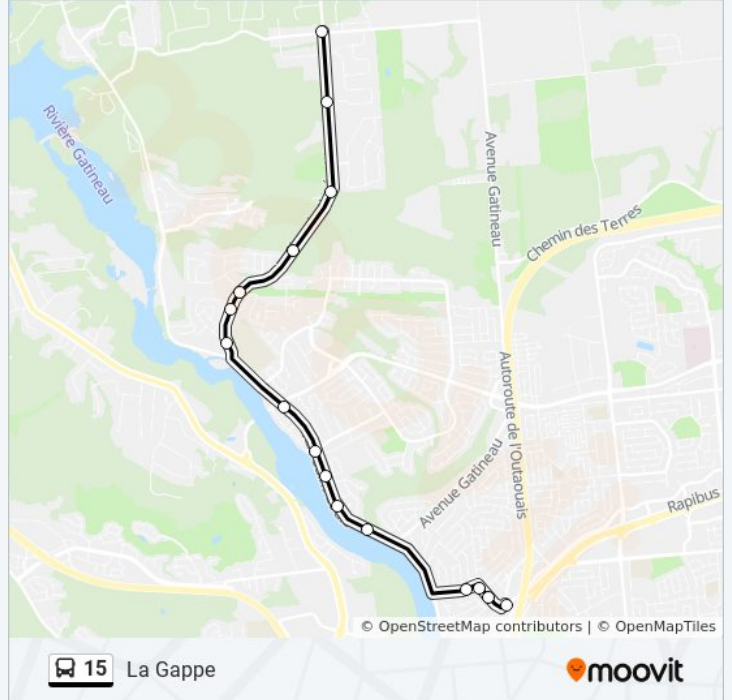 Rivière Gatineau
Avenue Gatineau
Chemin des Terres
Autoroute de l'Outaouais
Avenue Gatineau
Rapibus
© OpenStreetMap contributors | © OpenMapTiles
15 La Gappe
moovit